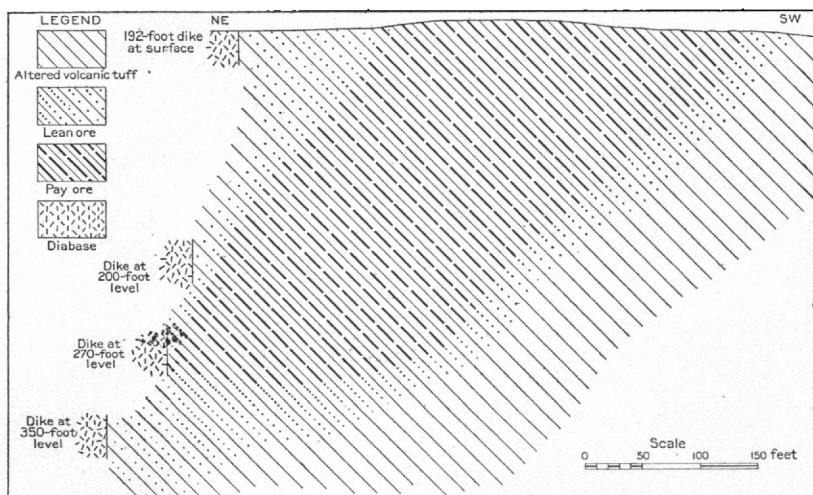 LEGEND
Altered volcanic tuff
Lean ore
Pay ore
Diabase
NE
SW
192-foot dike
at surface
Dike at
200-foot
level
Dike at
270-foot
level
Dike at
350-foot
level
Scale
0 50 100 150 feet